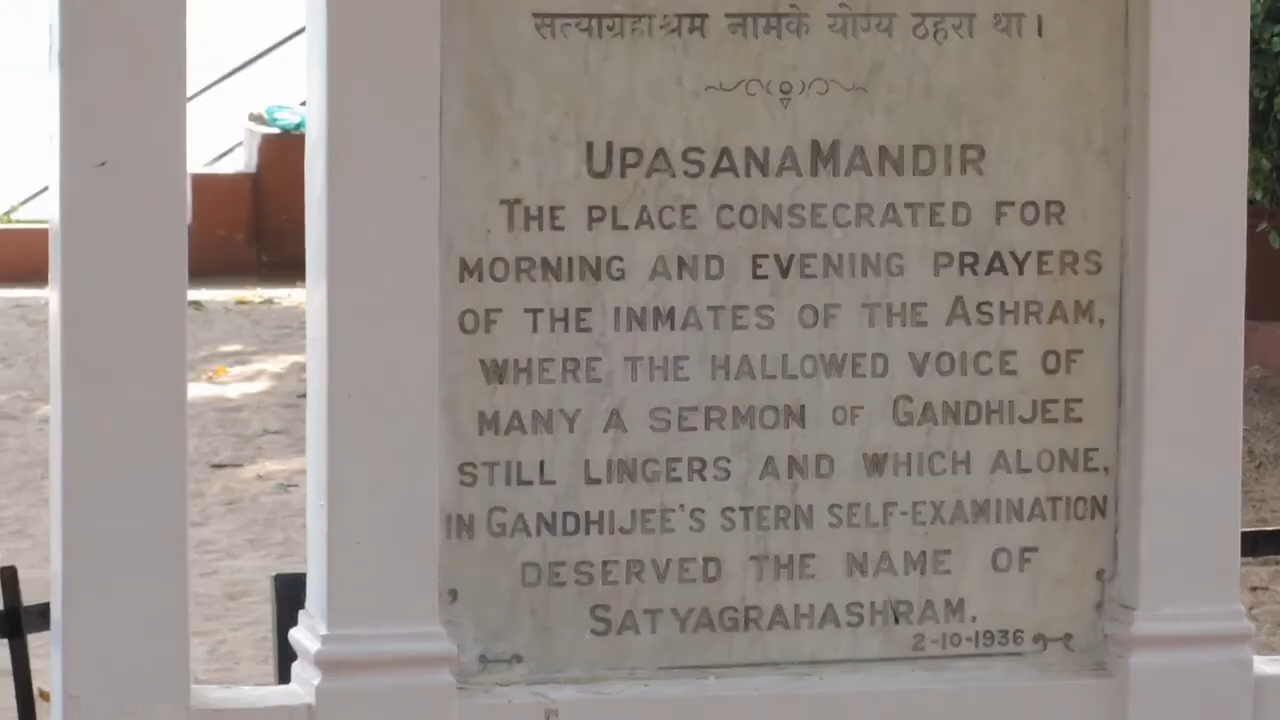 सत्याग्रहाश्रम नामके योग्य ठहरा था।
UPASANA MANDIR
THE PLACE CONSECRATED FOR
MORNING AND EVENING PRAYERS
OF THE INMATES OF THE ASHRAM,
WHERE THE HALLOWED VOICE OF
MANY A SERMON OF GANDHIJEE
STILL LINGERS AND WHICH ALONE,
IN GANDHIJEE'S STERN SELF-EXAMINATION
DESERVED THE NAME OF
SATYAGRAHASHRAM.
2-10-1936